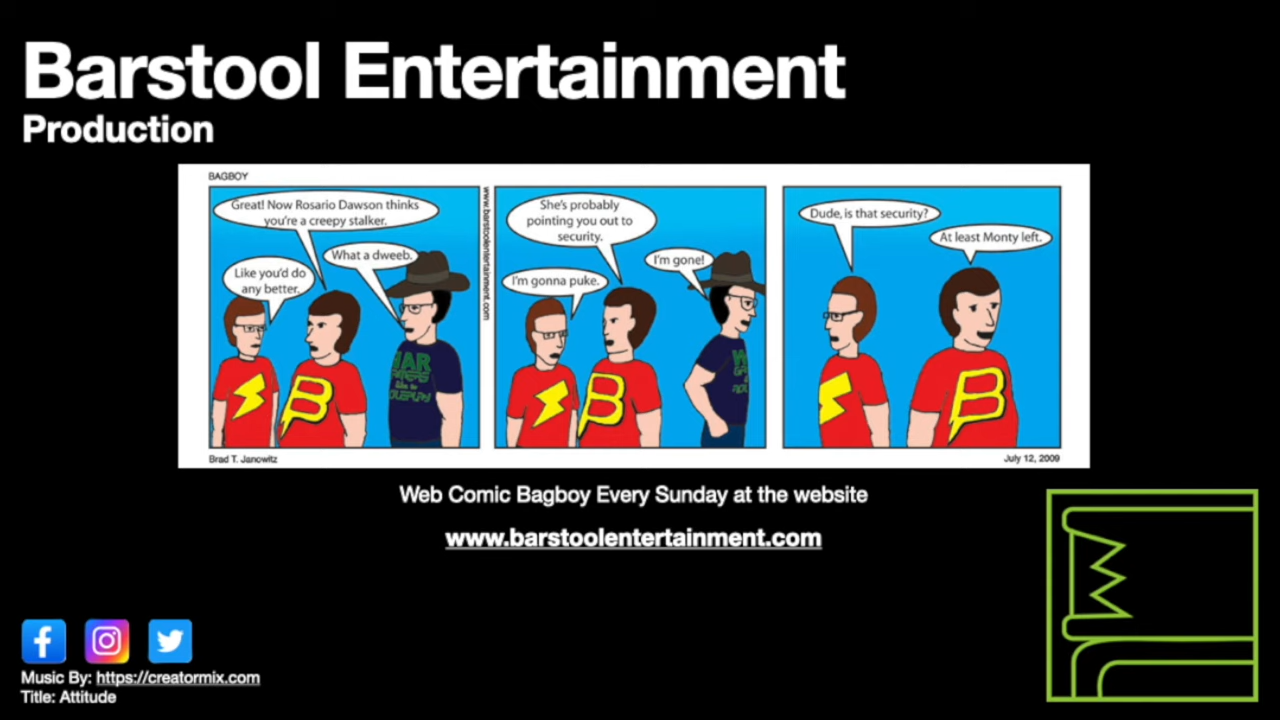 Barstool Entertainment
Production
BAGBOY
Great! Now Rosario Dawson thinks
you're a creepy stalker.
What a dweeb.
Like you'd do
any better.
www.barstoolentertainment.com
She's probably
pointing you out to
security.
I'm gone!
I'm gonna puke.
Dude, is that security?
At least Monty left.
B
B
B
Brad T. Janowitz
July 12, 2009
Web Comic Bagboy Every Sunday at the website
www.barstoolentertainment.com
Music By: https://creatormix.com
Title: Attitude